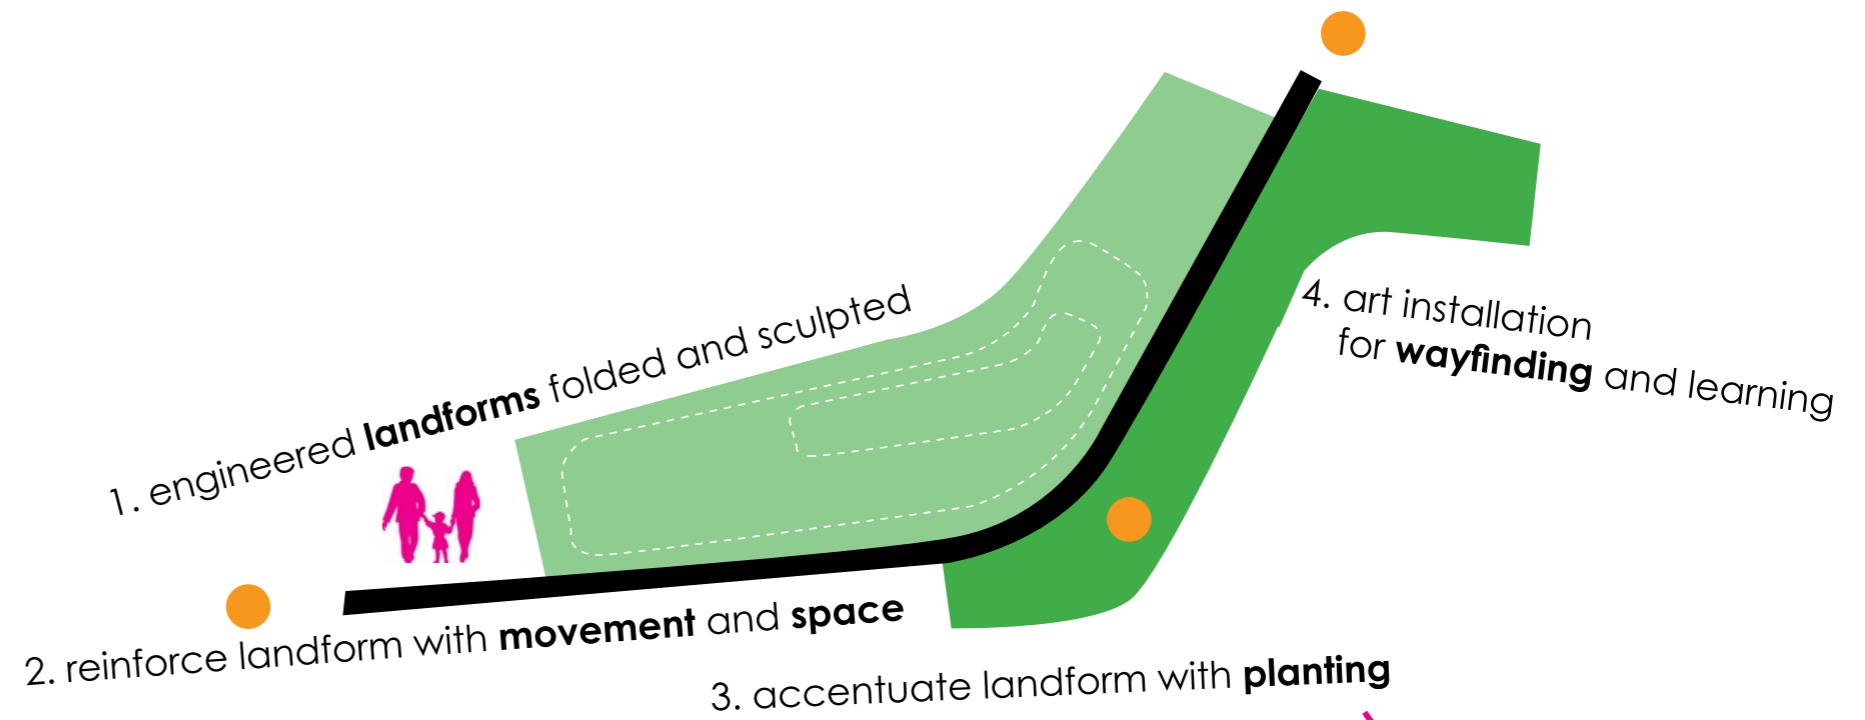 1. engineered landforms folded and sculpted
2. reinforce landform with movement and space
3. accentuate landform with planting
4. art installation
for wayfinding and learning